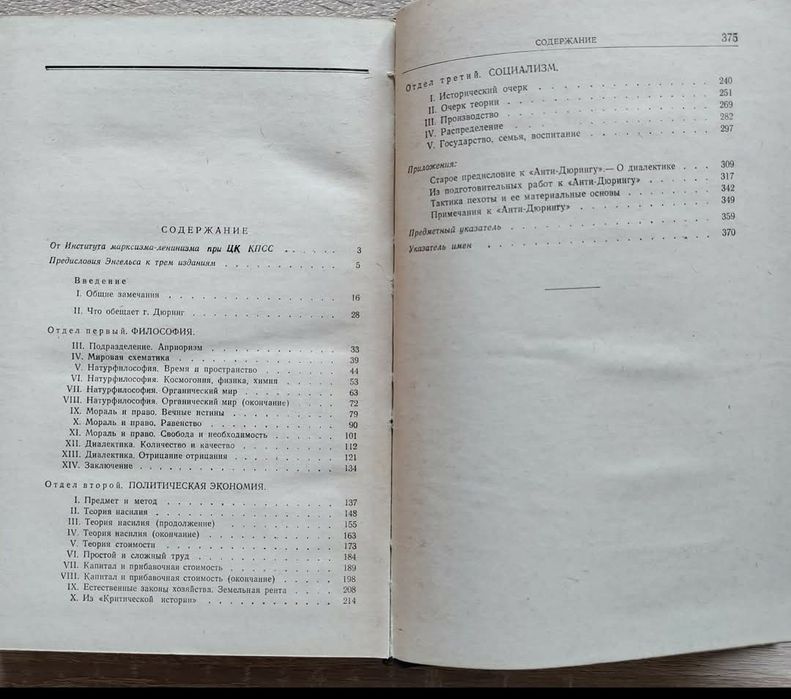 СОДЕРЖАНИЕ
От Института марксизма-ленинизма при ЦК КПСС . . . . . . 3
Предисловия Энгельса к трем изданиям . . . . . . . . . . 5
Введение
I. Общие замечания . . . . . . . . . . . . . . . 16
II. Что обещает г. Дюринг . . . . . . . . . . . . . 28
Отдел первый. ФИЛОСОФИЯ.
III. Подразделение. Априоризм . . . . . . . . . . . 33
IV. Мировая схематика . . . . . . . . . . . . . . 39
V. Натурфилософия. Время и пространство . . . . . . 44
VI. Натурфилософия. Космогония, физика, химия . . . . 53
VII. Натурфилософия. Органический мир . . . . . . . . 63
VIII. Натурфилософия. Органический мир (окончание) . . . . 72
IX. Мораль и право. Вечные истины . . . . . . . . . 79
X. Мораль и право. Равенство . . . . . . . . . . . 90
XI. Мораль и право. Свобода и необходимость . . . . . . 101
XII. Диалектика. Количество и качество . . . . . . . . 112
XIII. Диалектика. Отрицание отрицания . . . . . . . . . 121
XIV. Заключение . . . . . . . . . . . . . . . . 134
Отдел второй. ПОЛИТИЧЕСКАЯ ЭКОНОМИЯ.
I. Предмет и метод . . . . . . . . . . . . . . . 137
II. Теория насилия . . . . . . . . . . . . . . . 148
III. Теория насилия (продолжение) . . . . . . . . . . 155
IV. Теория насилия (окончание) . . . . . . . . . . . 163
V. Теория стоимости . . . . . . . . . . . . . . 173
VI. Простой и сложный труд . . . . . . . . . . . . 184
VII. Капитал и прибавочная стоимость . . . . . . . . . 189
VIII. Капитал и прибавочная стоимость (окончание) . . . . . 198
IX. Естественные законы хозяйства. Земельная рента . . . . 208
X. Из «Критической истории» . . . . . . . . . . . 214
СОДЕРЖАНИЕ 375
Отдел третий. СОЦИАЛИЗМ.
I. Исторический очерк . . . . . . . . . . . . . . 240
II. Очерк теории . . . . . . . . . . . . . . . . 251
III. Производство . . . . . . . . . . . . . . . . 269
IV. Распределение . . . . . . . . . . . . . . . 282
V. Государство, семья, воспитание . . . . . . . . . . 297
Приложения:
Старое предисловие к «Анти-Дюрингу».— О диалектике . . . 309
Из подготовительных работ к «Анти-Дюрингу» . . . . . . 317
Тактика пехоты и ее материальные основы . . . . . . . 342
Примечания к «Анти-Дюрингу» . . . . . . . . . . . 349
Предметный указатель . . . . . . . . . . . . . . . 359
Указатель имен . . . . . . . . . . . . . . . . . 370